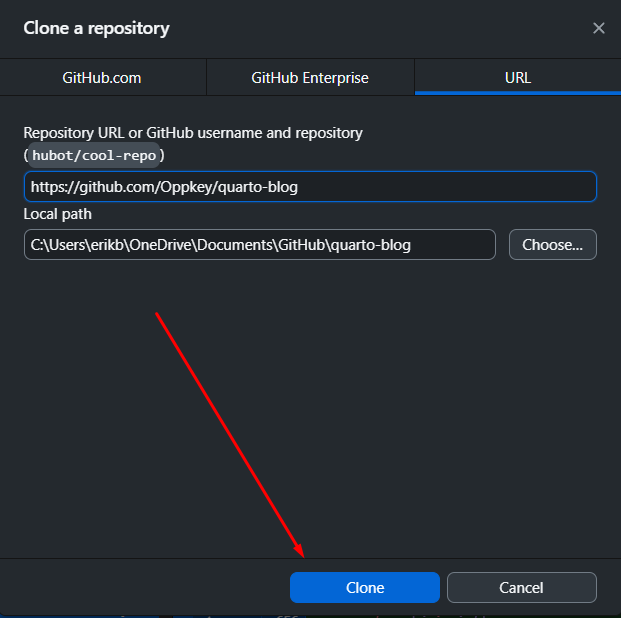 Clone a repository
GitHub.com
GitHub Enterprise
URL
Repository URL or GitHub username and repository
(hubot/cool-repo)
https://github.com/Oppkey/quarto-blog
Local path
C:\Users\erikb\OneDrive\Documents\GitHub\quarto-blog
Choose...
Clone
Cancel